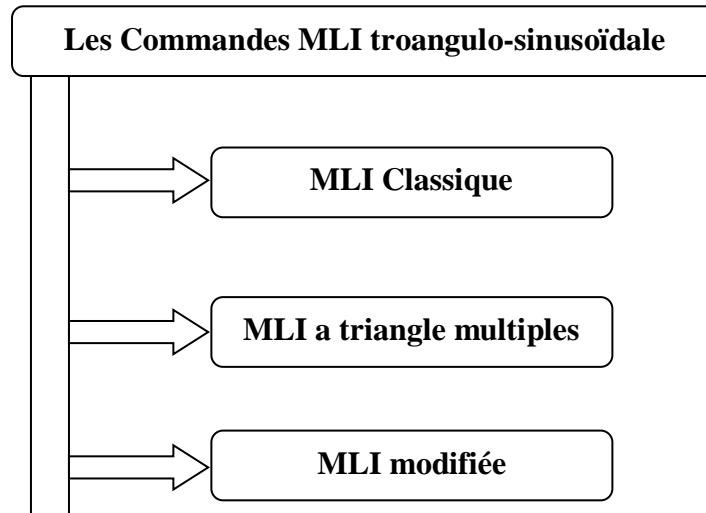 Les Commandes MLI troangulo-sinusoïdale
MLI Classique
MLI a triangle multiples
MLI modifiée